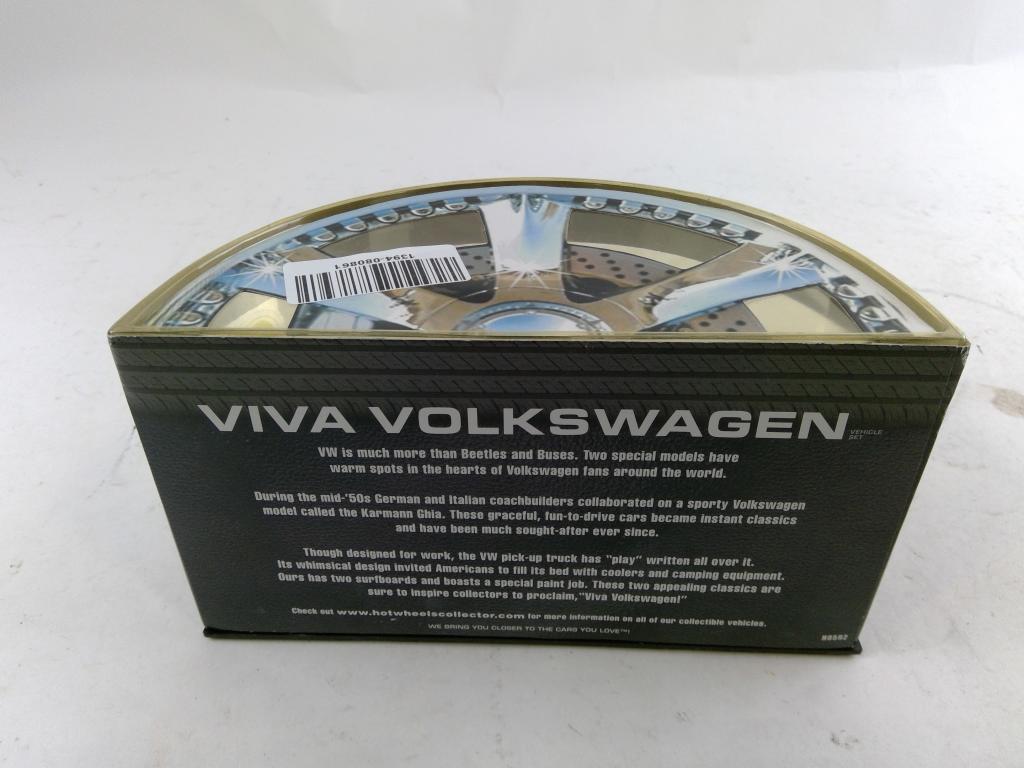 1394-080861
VIVA VOLKSWAGEN VEHICLE SET
VW is much more than Beetles and Buses. Two special models have
warm spots in the hearts of Volkswagen fans around the world.
During the mid-'50s German and Italian coachbuilders collaborated on a sporty Volkswagen
model called the Karmann Ghia. These graceful, fun-to-drive cars became instant classics
and have been much sought-after ever since.
Though designed for work, the VW pick-up truck has "play" written all over it.
Its whimsical design invited Americans to fill its bed with coolers and camping equipment.
Ours has two surfboards and boasts a special paint job. These two appealing classics are
sure to inspire collectors to proclaim,"Viva Volkswagen!"
Check out www.hotwheelscollector.com for more information on all of our collectible vehicles.
WE BRING YOU CLOSER TO THE CARS YOU LOVE™!